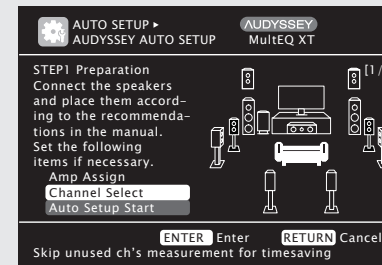 AUTO SETUP ▸
AUDYSSEY AUTO SETUP
AUDYSSEY
MultEQ XT
STEP1 Preparation
[1/
Connect the speakers
and place them accord-
ing to the recommenda-
tions in the manual.
Set the following
items if necessary.
Amp Assign
Channel Select
Auto Setup Start
ENTER Enter RETURN Cancel
Skip unused ch's measurement for timesaving